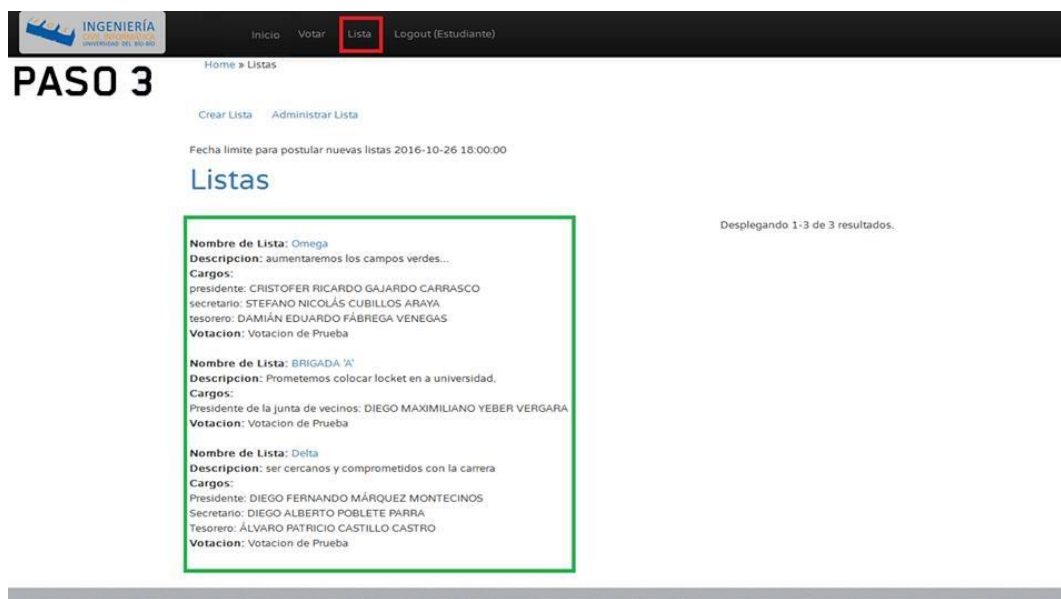 INGENIERÍA
CIVIL INFORMÁTICA
UNIVERSIDAD DEL BÍO-BÍO
Inicio Votar Lista Logout (Estudiante)
PASO 3
Home » Listas
Crear Lista Administrar Lista
Fecha limite para postular nuevas listas 2016-10-26 18:00:00
Listas
Desplegando 1-3 de 3 resultados.
Nombre de Lista: Omega
Descripcion: aumentaremos los campos verdes...
Cargos:
presidente: CRISTOFER RICARDO GAJARDO CARRASCO
secretario: STEFANO NICOLÁS CUBILLOS ARAYA
tesorero: DAMIÁN EDUARDO FÁBREGA VENEGAS
Votacion: Votacion de Prueba
Nombre de Lista: BRIGADA 'A'
Descripcion: Prometemos colocar locket en a universidad.
Cargos:
Presidente de la junta de vecinos: DIEGO MAXIMILIANO YEBER VERGARA
Votacion: Votacion de Prueba
Nombre de Lista: Delta
Descripcion: ser cercanos y comprometidos con la carrera
Cargos:
Presidente: DIEGO FERNANDO MÁRQUEZ MONTECINOS
Secretario: DIEGO ALBERTO POBLETE PARRA
Tesorero: ÁLVARO PATRICIO CASTILLO CASTRO
Votacion: Votacion de Prueba